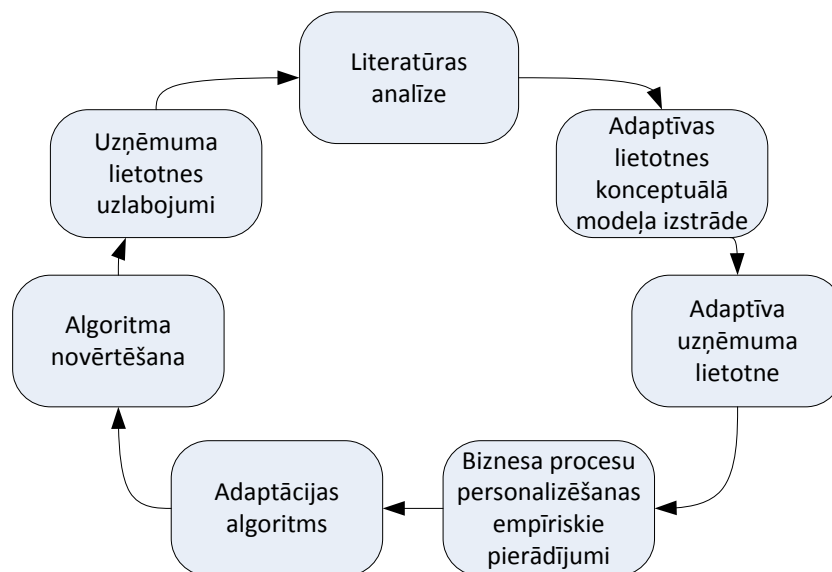 Literatūras
analīze
Adaptīvas
lietotnes
konceptuālā
modeļa izstrāde
Adaptīva
uzņēmuma
lietotne
Biznesa procesu
personalizēšanas
empīriskie
pierādījumi
Adaptācijas
algoritms
Algoritma
novērtēšana
Uzņēmuma
lietotnes
uzlabojumi